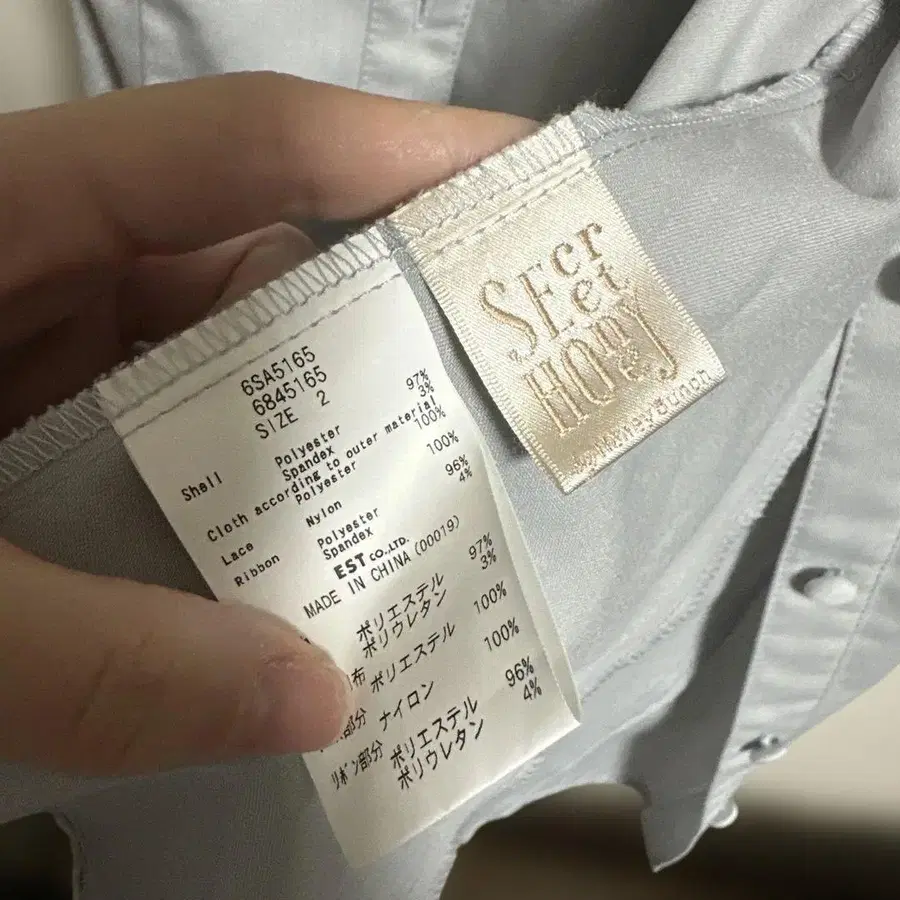 6SA5165
6845165
SIZE 2
Shell Polyester 97%
Spandex 3%
Cloth according to outer material
Polyester 100%
Lace Nylon 100%
Ribbon Polyester 96%
Spandex 4%
EST CO.,LTD.
MADE IN CHINA (00019)
ポリエステル 97%
ポリウレタン 3%
布 ポリエステル 100%
部分 ナイロン 100%
リボン部分 ポリエステル 96%
ポリウレタン 4%
SEcret
HOney
by Honey Bunch